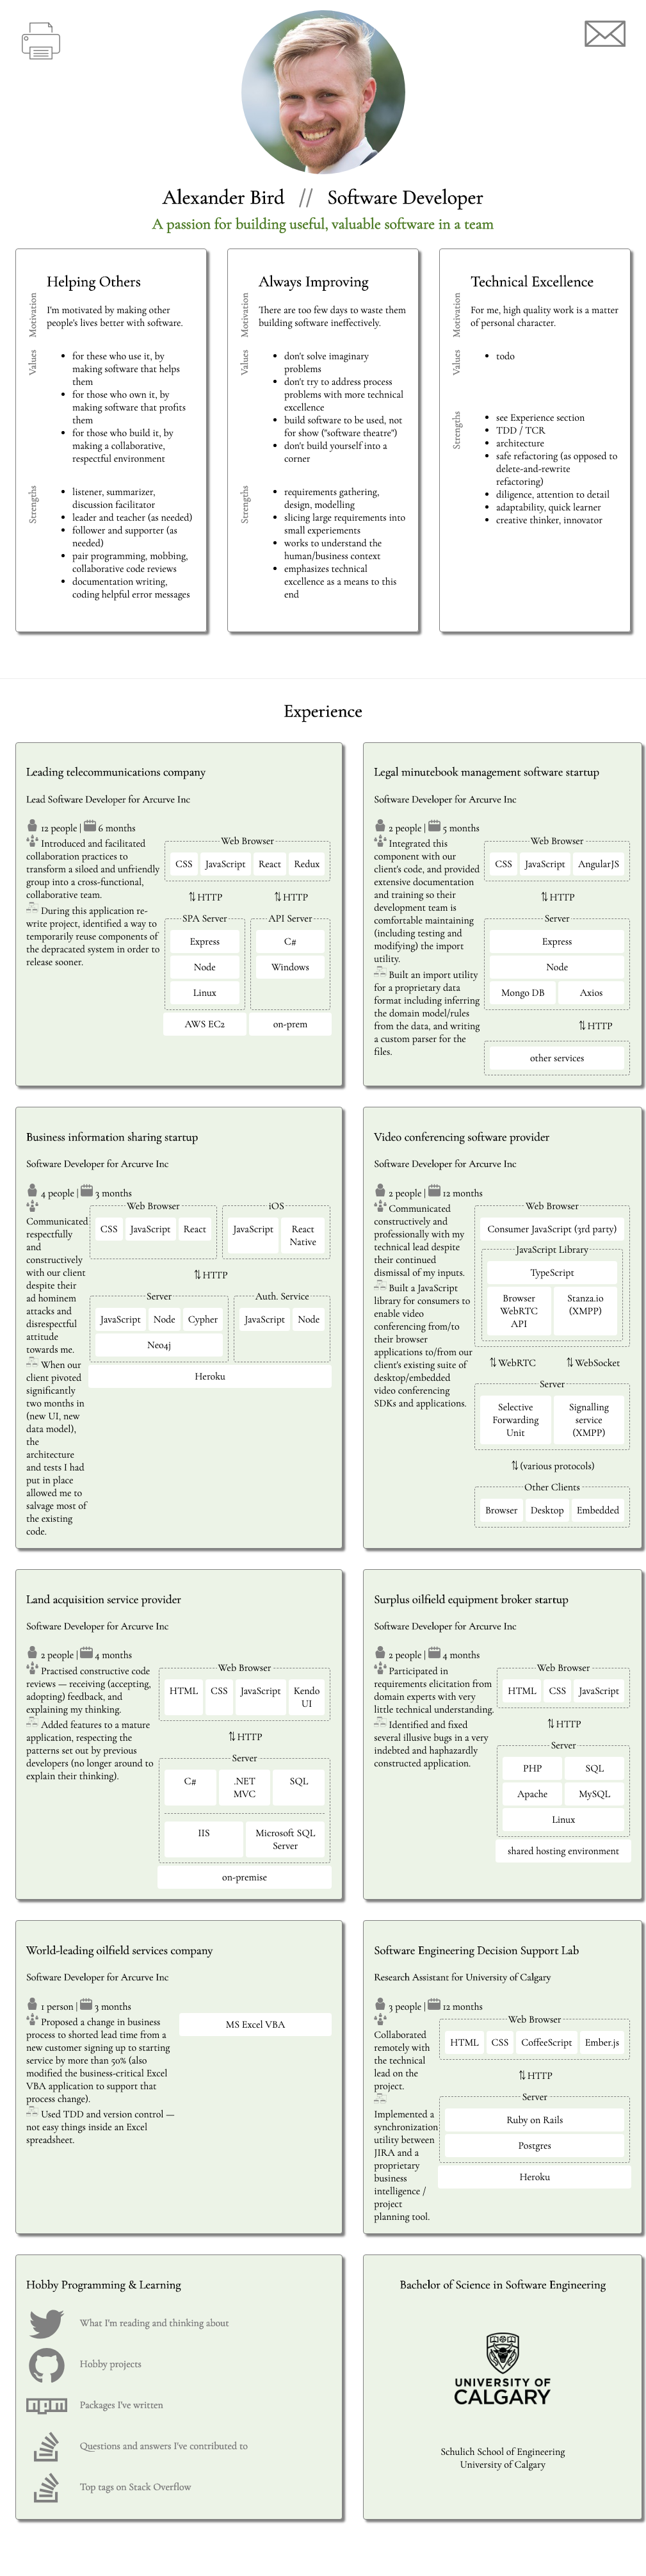 Alexander Bird // Software Developer
A passion for building useful, valuable software in a team
Helping Others
Motivation
I'm motivated by making other
people's lives better with software.
Values
for these who use it, by
making software that helps
them
for those who own it, by
making software that profits
them
for those who build it, by
making a collaborative,
respectful environment
Strengths
listener, summarizer,
discussion facilitator
leader and teacher (as needed)
follower and supporter (as
needed)
pair programming, mobbing,
collaborative code reviews
documentation writing,
coding helpful error messages
Always Improving
Motivation
There are too few days to waste them
building software ineffectively.
Values
don't solve imaginary
problems
don't try to address process
problems with more technical
excellence
build software to be used, not
for show ("software theatre")
don't build yourself into a
corner
Strengths
requirements gathering,
design, modelling
slicing large requirements into
small experiements
works to understand the
human/business context
emphasizes technical
excellence as a means to this
end
Technical Excellence
Motivation
For me, high quality work is a matter
of personal character.
Values
todo
Strengths
see Experience section
TDD / TCR
architecture
safe refactoring (as opposed to
delete-and-rewrite
refactoring)
diligence, attention to detail
adaptability, quick learner
creative thinker, innovator
Experience
Leading telecommunications company
Lead Software Developer for Arcurve Inc
12 people | 6 months
Introduced and facilitated
collaboration practices to
transform a siloed and unfriendly
group into a cross-functional,
collaborative team.
During this application re-
write project, identified a way to
temporarily reuse components of
the depracated system in order to
release sooner.
Web Browser
CSS JavaScript React Redux
⇅ HTTP ⇅ HTTP
SPA Server API Server
Express C#
Node Windows
Linux
AWS EC2 on-prem
Legal minutebook management software startup
Software Developer for Arcurve Inc
2 people | 5 months
Integrated this
component with our
client's code, and provided
extensive documentation
and training so their
development team is
comfortable maintaining
(including testing and
modifying) the import
utility.
Built an import utility
for a proprietary data
format including inferring
the domain model/rules
from the data, and writing
a custom parser for the
files.
Web Browser
CSS JavaScript AngularJS
⇅ HTTP
Server
Express
Node
Mongo DB Axios
⇅ HTTP
other services
Business information sharing startup
Software Developer for Arcurve Inc
4 people | 3 months
Communicated
respectfully
and
constructively
with our client
despite their
ad hominem
attacks and
disrespectful
attitude
towards me.
When our
client pivoted
significantly
two months in
(new UI, new
data model),
the
architecture
and tests I had
put in place
allowed me to
salvage most of
the existing
code.
Web Browser iOS
CSS JavaScript React JavaScript React
Native
⇅ HTTP
Server Auth. Service
JavaScript Node Cypher JavaScript Node
Neo4j
Heroku
Video conferencing software provider
Software Developer for Arcurve Inc
2 people | 12 months
Communicated
constructively and
professionally with my
technical lead despite
their continued
dismissal of my inputs.
Built a JavaScript
library for consumers to
enable video
conferencing from/to
their browser
applications to/from our
client's existing suite of
desktop/embedded
video conferencing
SDKs and applications.
Web Browser
Consumer JavaScript (3rd party)
JavaScript Library
TypeScript
Browser Stanza.io
WebRTC (XMPP)
API
⇅ WebRTC ⇅ WebSocket
Server
Selective Signalling
Forwarding service
Unit (XMPP)
⇅ (various protocols)
Other Clients
Browser Desktop Embedded
Land acquisition service provider
Software Developer for Arcurve Inc
2 people | 4 months
Practised constructive code
reviews — receiving (accepting,
adopting) feedback, and
explaining my thinking.
Added features to a mature
application, respecting the
patterns set out by previous
developers (no longer around to
explain their thinking).
Web Browser
HTML CSS JavaScript Kendo
UI
⇅ HTTP
Server
C# .NET SQL
MVC
IIS Microsoft SQL
Server
on-premise
Surplus oilfield equipment broker startup
Software Developer for Arcurve Inc
2 people | 4 months
Participated in
requirements elicitation from
domain experts with very
little technical understanding.
Identified and fixed
several illusive bugs in a very
indebted and haphazardly
constructed application.
Web Browser
HTML CSS JavaScript
⇅ HTTP
Server
PHP SQL
Apache MySQL
Linux
shared hosting environment
World-leading oilfield services company
Software Developer for Arcurve Inc
1 person | 3 months
Proposed a change in business
process to shorted lead time from a
new customer signing up to starting
service by more than 50% (also
modified the business-critical Excel
VBA application to support that
process change).
Used TDD and version control —
not easy things inside an Excel
spreadsheet.
MS Excel VBA
Software Engineering Decision Support Lab
Research Assistant for University of Calgary
3 people | 12 months
Collaborated
remotely with
the technical
lead on the
project.
Implemented a
synchronization
utility between
JIRA and a
proprietary
business
intelligence /
project
planning tool.
Web Browser
HTML CSS CoffeeScript Ember.js
⇅ HTTP
Server
Ruby on Rails
Postgres
Heroku
Hobby Programming & Learning
What I'm reading and thinking about
Hobby projects
npm
Packages I've written
Questions and answers I've contributed to
Top tags on Stack Overflow
Bachelor of Science in Software Engineering
UNIVERSITY OF
CALGARY
Schulich School of Engineering
University of Calgary